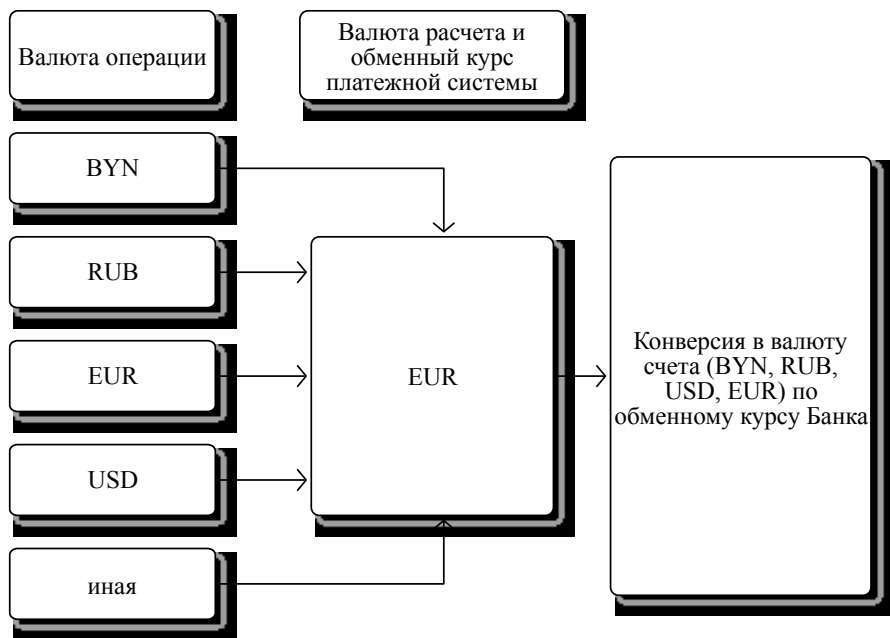 Валюта операции
Валюта расчета и
обменный курс
платежной системы
BYN
RUB
EUR
USD
иная
EUR
Конверсия в валюту
счета (BYN, RUB,
USD, EUR) по
обменному курсу Банка